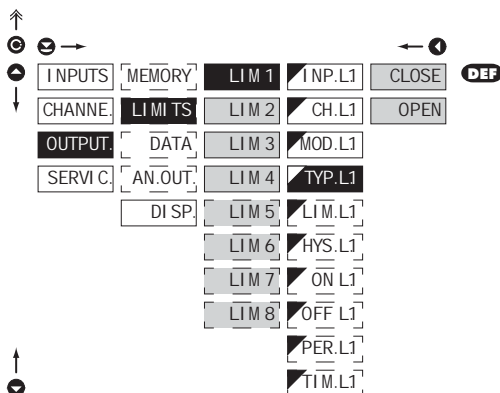 INPUTS MEMORY LIM 1 INP.L1 CLOSE DEF
CHANNE. LIMITS LIM 2 CH.L1 OPEN
OUTPUT. DATA LIM 3 MOD.L1
SERVIC. AN.OUT. LIM 4 TYP.L1
DISP. LIM 5 LIM.L1
LIM 6 HYS.L1
LIM 7 ON L1
LIM 8 OFF L1
PER.L1
TIM.L1